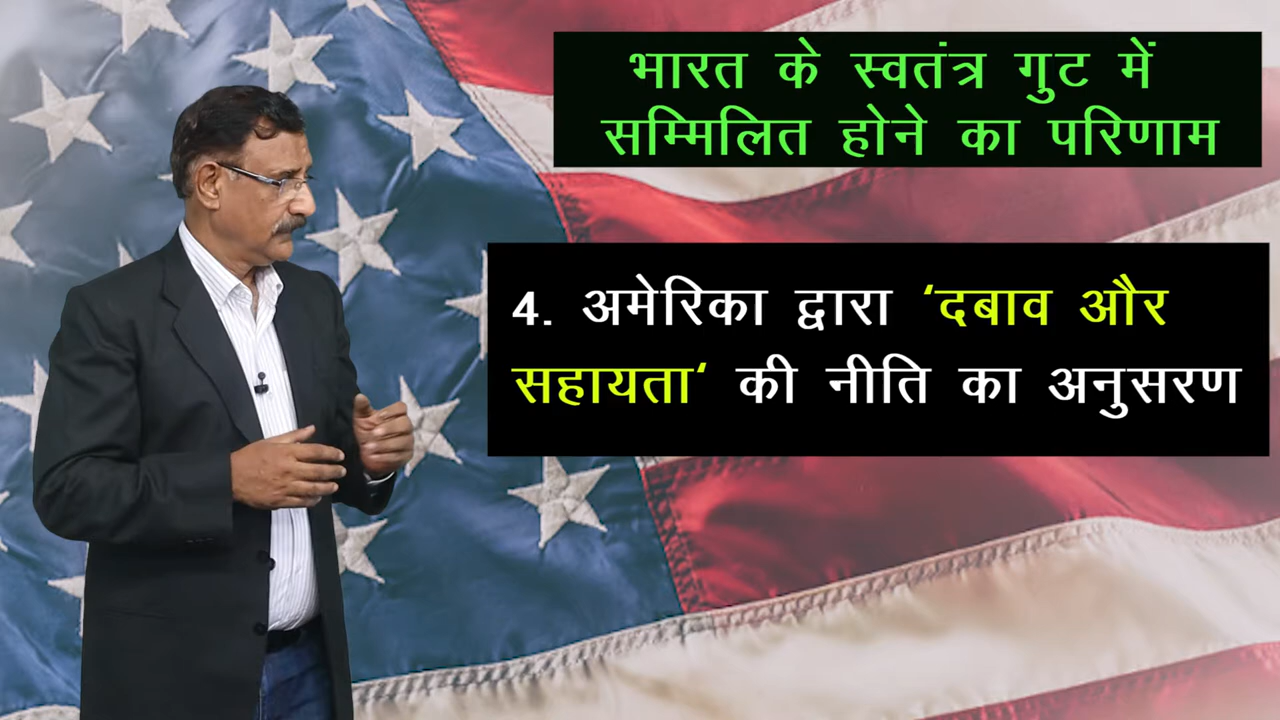 भारत के स्वतंत्र गुट में
सम्मिलित होने का परिणाम
4. अमेरिका द्वारा ‘दबाव और
सहायता‘ की नीति का अनुसरण